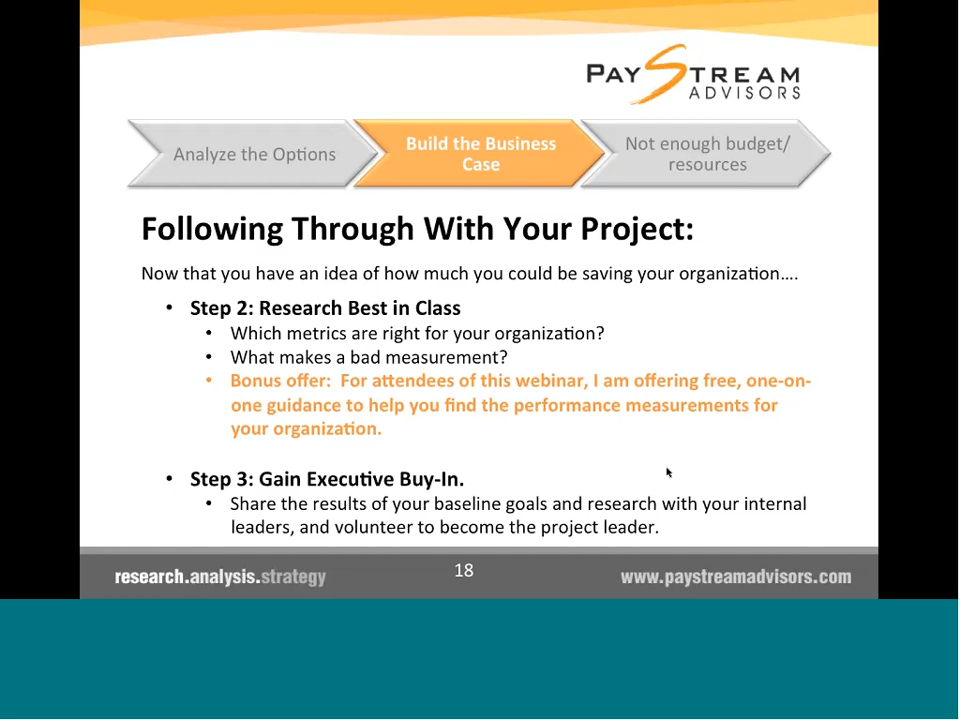 PAYSTREAM
ADVISORS
Analyze the Options
Build the Business
Case
Not enough budget/
resources
Following Through With Your Project:
Now that you have an idea of how much you could be saving your organization....
• Step 2: Research Best in Class
• Which metrics are right for your organization?
• What makes a bad measurement?
• Bonus offer:  For attendees of this webinar, I am offering free, one-on-
one guidance to help you find the performance measurements for
your organization.
• Step 3: Gain Executive Buy-In.
• Share the results of your baseline goals and research with your internal
leaders, and volunteer to become the project leader.
research.analysis.strategy
18
www.paystreamadvisors.com